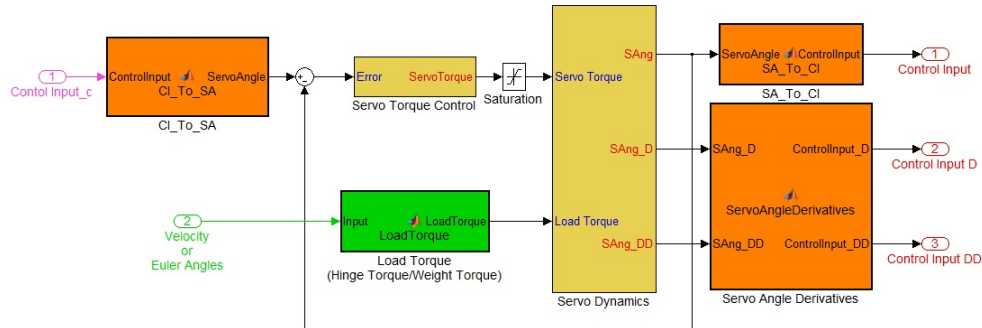 1
Contol Input_c
ControlInput
ServoAngle
CI_To_SA
CI_To_SA
Error
ServoTorque
Servo Torque Control
Saturation
SAng
Servo Torque
SAng_D
Load Torque
SAng_DD
Servo Dynamics
ServoAngle
ControlInput
SA_To_CI
SA_To_CI
1
Control Input
SAng_D
ControlInput_D
ServoAngleDerivatives
SAng_DD
ControlInput_DD
Servo Angle Derivatives
2
Control Input D
3
Control Input DD
2
Velocity
or
Euler Angles
Input
LoadTorque
LoadTorque
Load Torque
(Hinge Torque/Weight Torque)